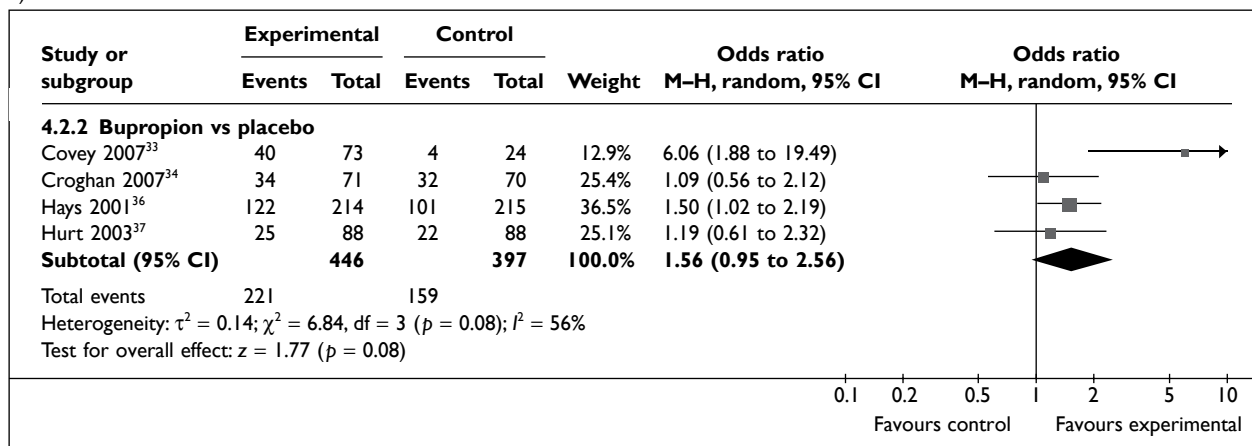 Experimental Control
Study or subgroup Events Total Events Total Weight Odds ratio M–H, random, 95% CI Odds ratio M–H, random, 95% CI
4.2.2 Bupropion vs placebo
Covey 2007³³ 40 73 4 24 12.9% 6.06 (1.88 to 19.49)
Croghan 2007³⁴ 34 71 32 70 25.4% 1.09 (0.56 to 2.12)
Hays 2001³⁶ 122 214 101 215 36.5% 1.50 (1.02 to 2.19)
Hurt 2003³⁷ 25 88 22 88 25.1% 1.19 (0.61 to 2.32)
Subtotal (95% CI) 446 397 100.0% 1.56 (0.95 to 2.56)
Total events 221 159
Heterogeneity: τ² = 0.14; χ² = 6.84, df = 3 (p = 0.08); I² = 56%
Test for overall effect: z = 1.77 (p = 0.08)
0.1 0.2 0.5 1 2 5 10
Favours control Favours experimental